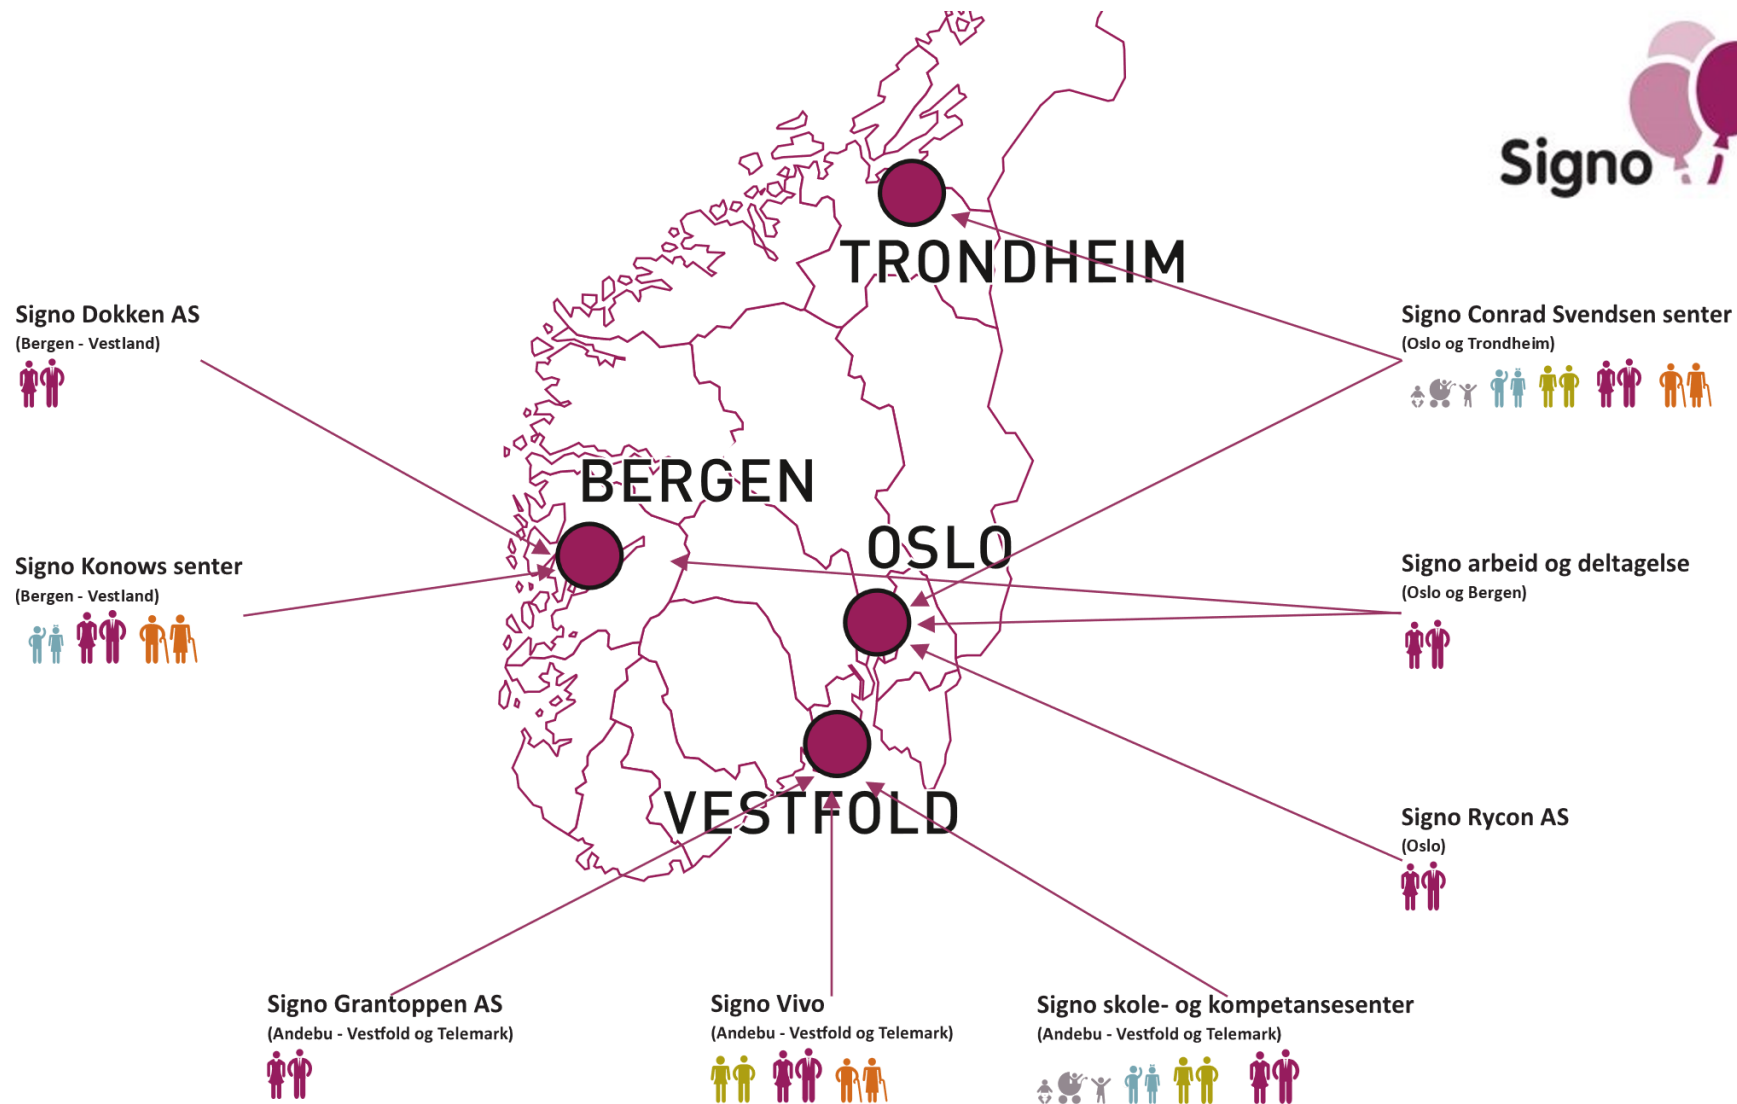 Signo
TRONDHEIM
Signo Dokken AS
(Bergen - Vestland)
Signo Conrad Svendsen senter
(Oslo og Trondheim)
BERGEN
OSLO
Signo Konows senter
(Bergen - Vestland)
Signo arbeid og deltagelse
(Oslo og Bergen)
VESTFOLD
Signo Rycon AS
(Oslo)
Signo Grantoppen AS
(Andebu - Vestfold og Telemark)
Signo Vivo
(Andebu - Vestfold og Telemark)
Signo skole- og kompetansesenter
(Andebu - Vestfold og Telemark)